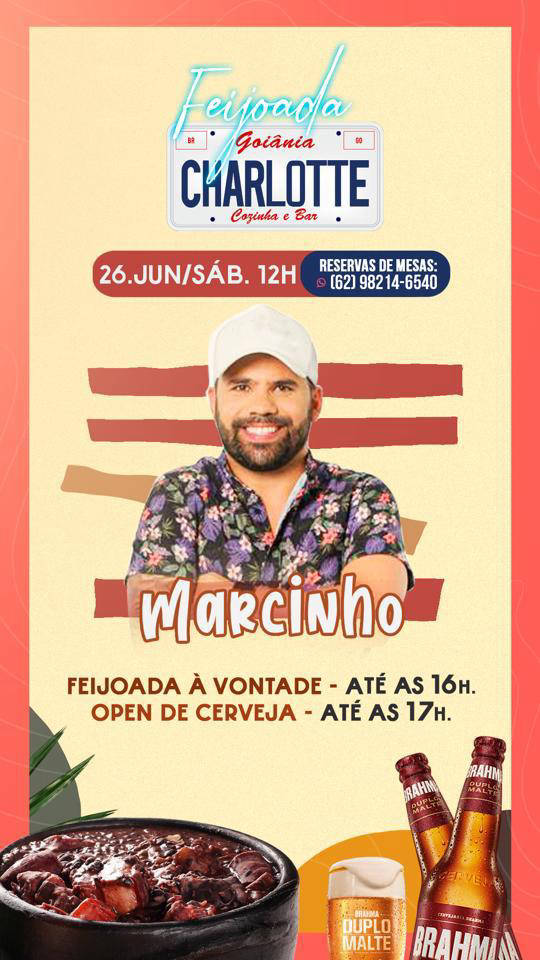 Feijoada
BR
Goiânia
GO
CHARLOTTE
Cozinha e Bar
26.JUN/SÁB. 12H
RESERVAS DE MESAS:
(62) 98214-6540
Marcinho
FEIJOADA À VONTADE - ATÉ AS 16H.
OPEN DE CERVEJA - ATÉ AS 17H.
BRAHMA
DUPLO
MALTE
BRAHMA
DUPLO
MALTE
CERVEJA
BRAHMA
DUPLO
MALTE
BRAHMA